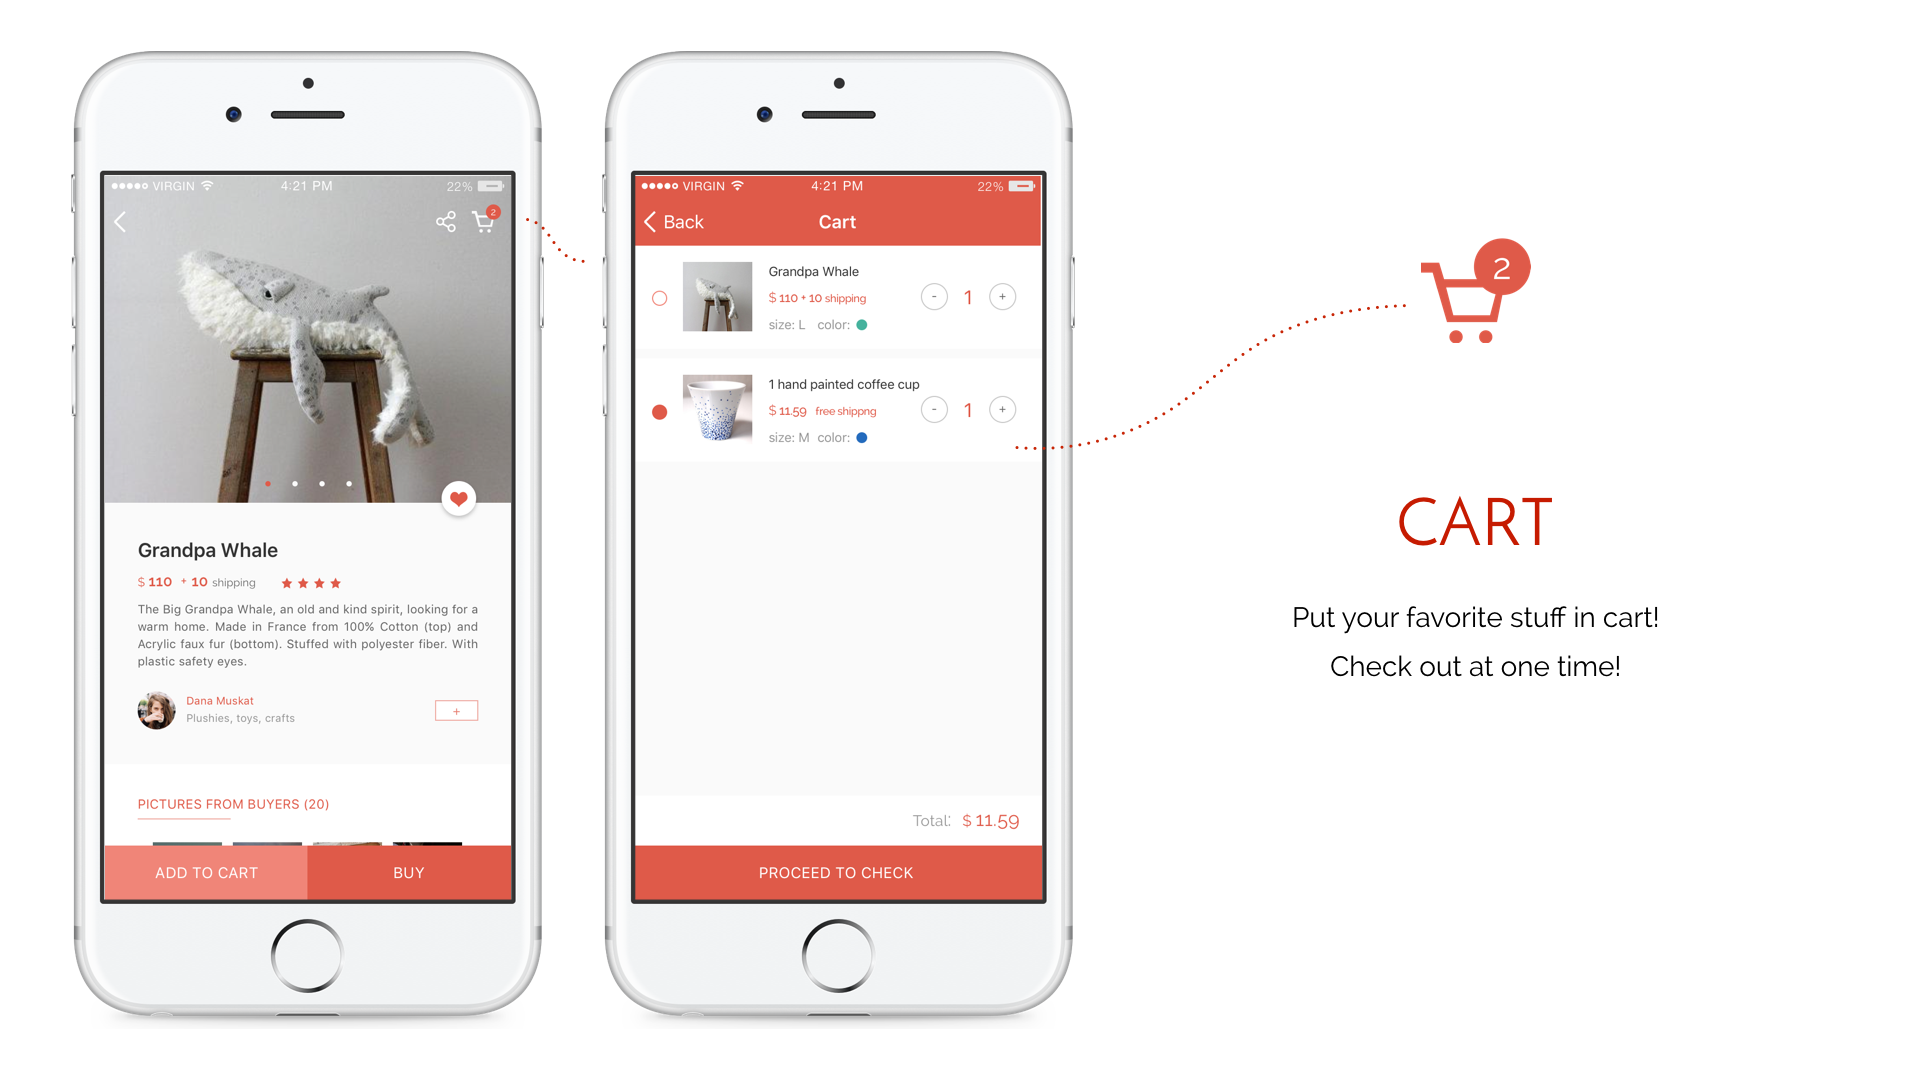 VIRGIN
4:21 PM
22%
2
Grandpa Whale
$ 110 + 10 shipping
The Big Grandpa Whale, an old and kind spirit, looking for a
warm home. Made in France from 100% Cotton (top) and
Acrylic faux fur (bottom). Stuffed with polyester fiber. With
plastic safety eyes.
Dana Muskat
Plushies, toys, crafts
+
PICTURES FROM BUYERS (20)
ADD TO CART
BUY
VIRGIN
4:21 PM
22%
Back
Cart
Grandpa Whale
$ 110 + 10 shipping
- 1 +
size: L color:
1 hand painted coffee cup
$ 11.59 free shippng
- 1 +
size: M color:
Total: $ 11.59
PROCEED TO CHECK
2
CART
Put your favorite stuff in cart!
Check out at one time!